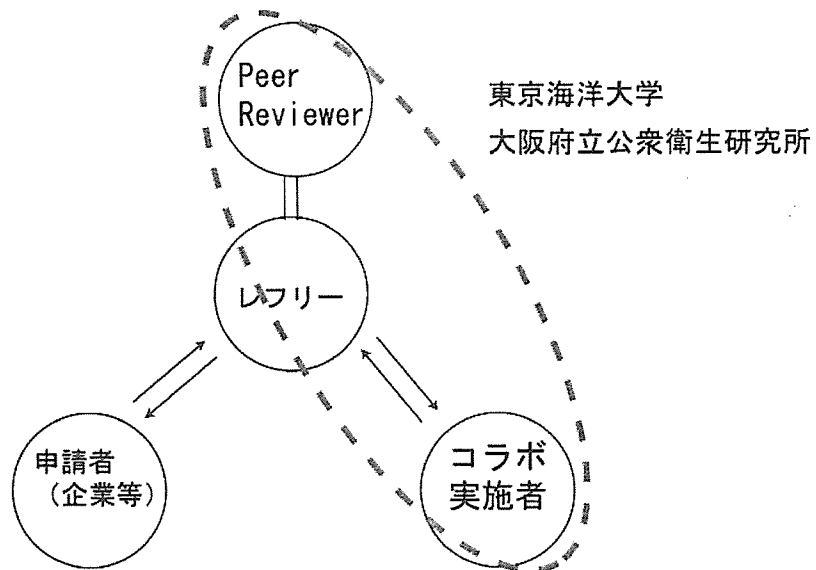 Peer
Reviewer
東京海洋大学
大阪府立公衆衛生研究所
レフリー
申請者
（企業等）
コラボ
実施者